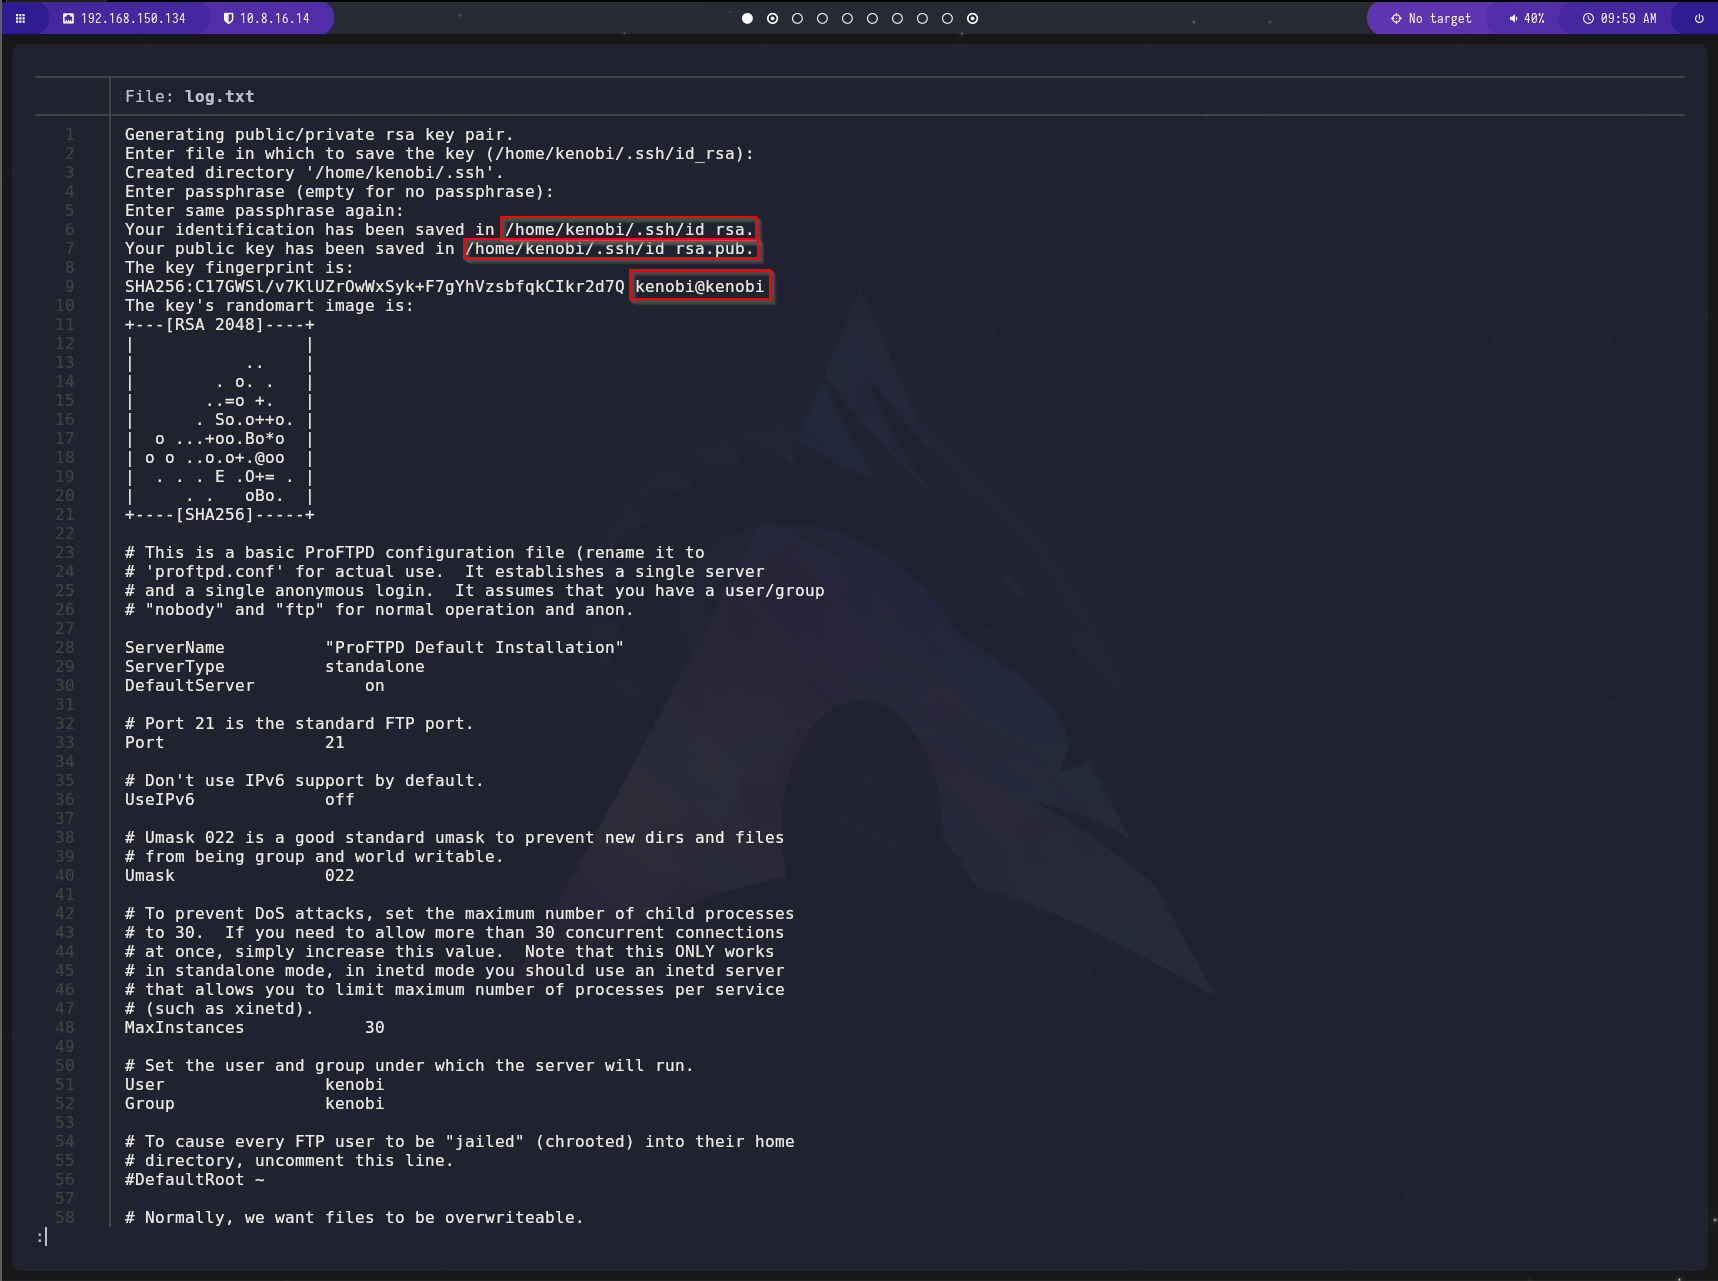 192.168.150.134 10.8.16.14 No target 40% 09:59 AM
File: log.txt
1 Generating public/private rsa key pair.
2 Enter file in which to save the key (/home/kenobi/.ssh/id_rsa):
3 Created directory '/home/kenobi/.ssh'.
4 Enter passphrase (empty for no passphrase):
5 Enter same passphrase again:
6 Your identification has been saved in /home/kenobi/.ssh/id_rsa.
7 Your public key has been saved in /home/kenobi/.ssh/id_rsa.pub.
8 The key fingerprint is:
9 SHA256:C17GWSl/v7KlUZrOwWxSyk+F7gYhVzsbfqkCIkr2d7Q kenobi@kenobi
10 The key's randomart image is:
11 +---[RSA 2048]----+
12 |                 |
13 |           ..    |
14 |        . o. .   |
15 |       ..=o +.   |
16 |      . So.o++o. |
17 |  o ...+oo.Bo*o  |
18 | o o ..o.o+.@oo  |
19 |  . . . E .O+= . |
20 |     . .   oBo.  |
21 +----[SHA256]-----+
22
23 # This is a basic ProFTPD configuration file (rename it to
24 # 'proftpd.conf' for actual use.  It establishes a single server
25 # and a single anonymous login.  It assumes that you have a user/group
26 # "nobody" and "ftp" for normal operation and anon.
27
28 ServerName          "ProFTPD Default Installation"
29 ServerType          standalone
30 DefaultServer           on
31
32 # Port 21 is the standard FTP port.
33 Port                21
34
35 # Don't use IPv6 support by default.
36 UseIPv6             off
37
38 # Umask 022 is a good standard umask to prevent new dirs and files
39 # from being group and world writable.
40 Umask               022
41
42 # To prevent DoS attacks, set the maximum number of child processes
43 # to 30.  If you need to allow more than 30 concurrent connections
44 # at once, simply increase this value.  Note that this ONLY works
45 # in standalone mode, in inetd mode you should use an inetd server
46 # that allows you to limit maximum number of processes per service
47 # (such as xinetd).
48 MaxInstances            30
49
50 # Set the user and group under which the server will run.
51 User                kenobi
52 Group               kenobi
53
54 # To cause every FTP user to be "jailed" (chrooted) into their home
55 # directory, uncomment this line.
56 #DefaultRoot ~
57
58 # Normally, we want files to be overwriteable.
: